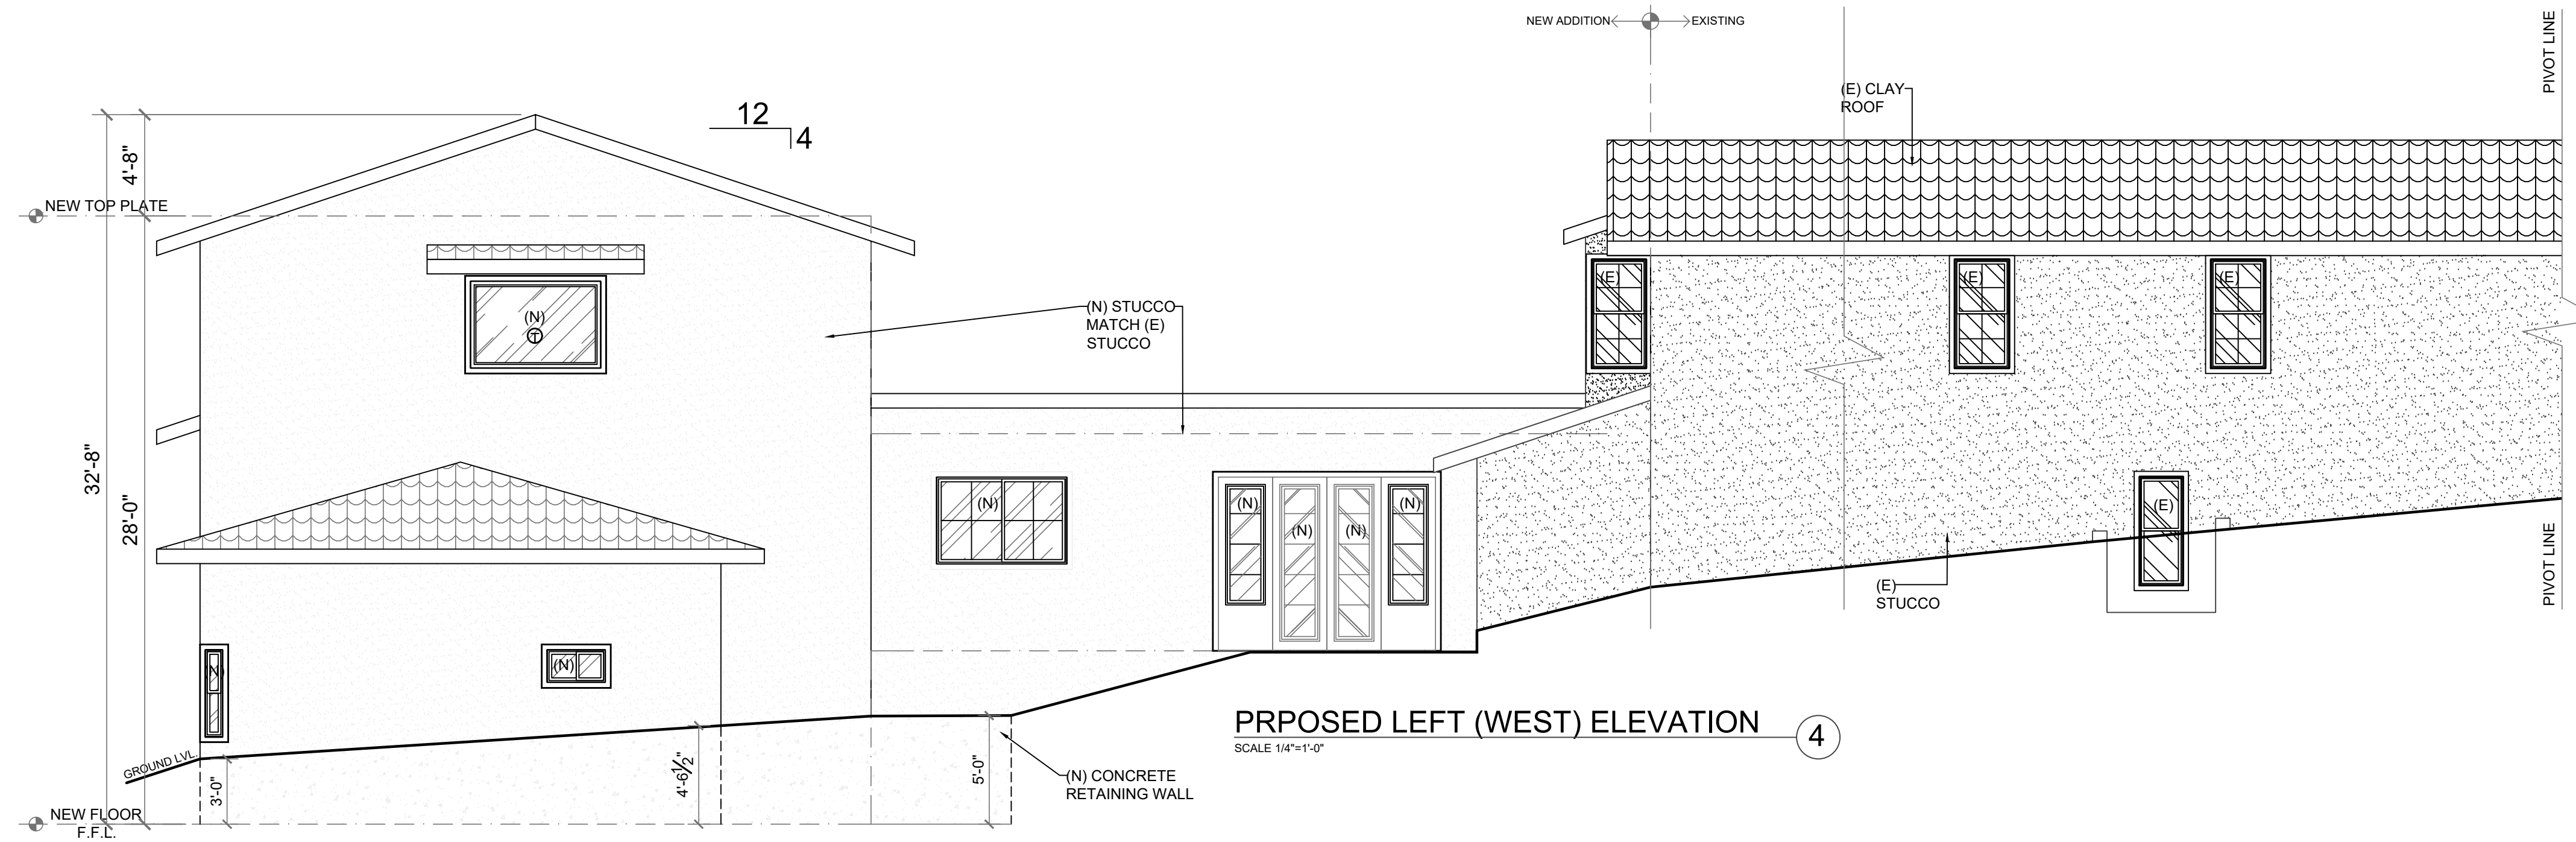 NEW ADDITION
EXISTING
PIVOT LINE
(E) CLAY
ROOF
12
4
4'-8"
NEW TOP PLATE
(N)
T
(E)
(E)
(E)
(N) STUCCO
MATCH (E)
STUCCO
32'-8"
28'-0"
(N)
(N)
(N)
(N)
(N)
(E)
PIVOT LINE
(E)
STUCCO
(N)
(N)
GROUND LVL.
3'-0"
4'-6½"
5'-0"
(N) CONCRETE
RETAINING WALL
PRPOSED LEFT (WEST) ELEVATION
4
SCALE 1/4"=1'-0"
NEW FLOOR
F.F.L.